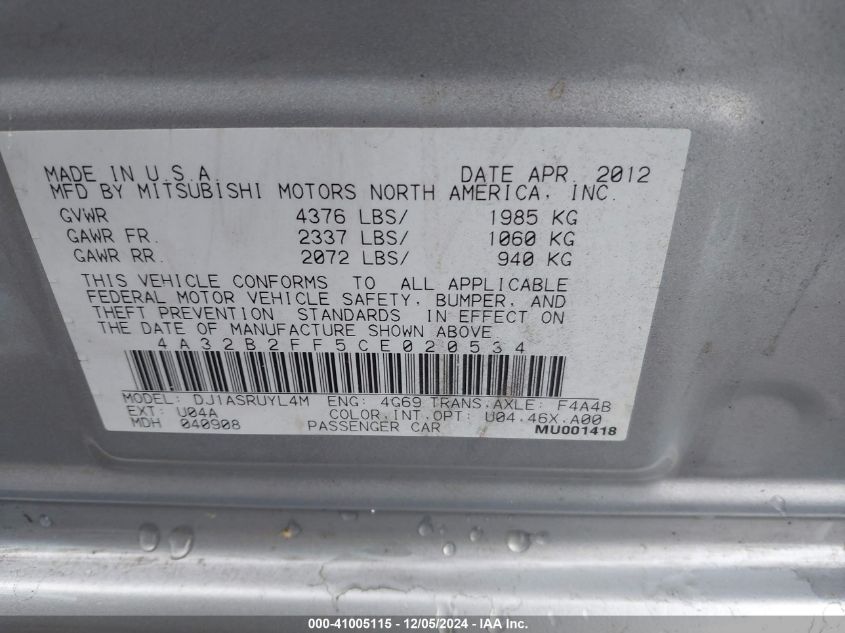 MADE IN U.S.A. DATE APR. 2012
MFD BY MITSUBISHI MOTORS NORTH AMERICA, INC.
GVWR 4376 LBS/ 1985 KG
GAWR FR. 2337 LBS/ 1060 KG
GAWR RR. 2072 LBS/ 940 KG
THIS VEHICLE CONFORMS TO ALL APPLICABLE
FEDERAL MOTOR VEHICLE SAFETY, BUMPER, AND
THEFT PREVENTION STANDARDS IN EFFECT ON
THE DATE OF MANUFACTURE SHOWN ABOVE
4A32B2FF5CE020534
MODEL: DJ1ASRUYL4M ENG: 4G69 TRANS.AXLE: F4A4B
EXT: U04A COLOR.INT.OPT: U04.46X.A00
MDH 040908 PASSENGER CAR MU001418
000-41005115 - 12/05/2024 - IAA Inc.